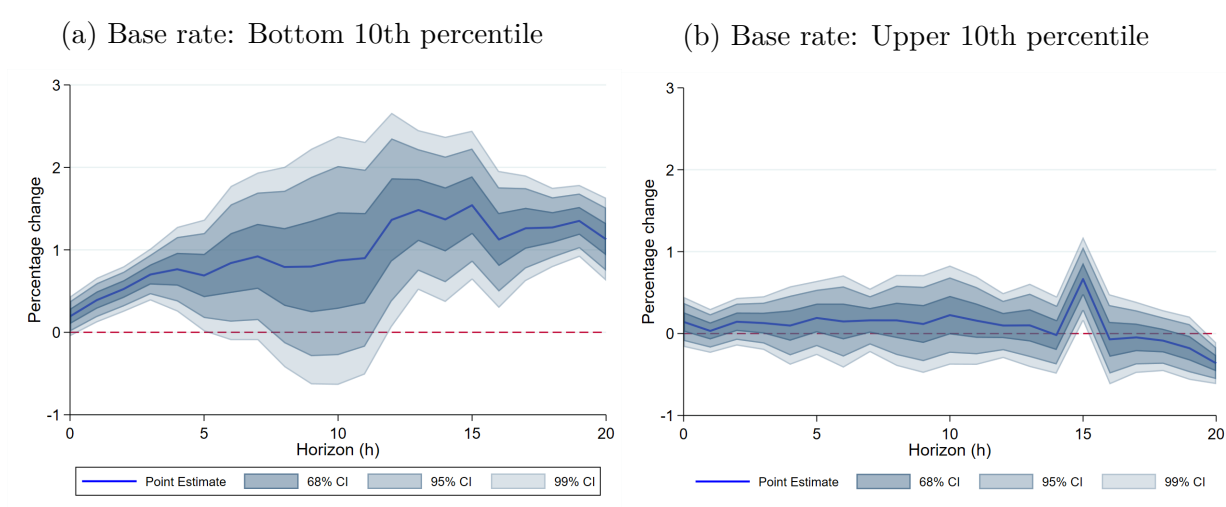 (a) Base rate: Bottom 10th percentile
3
2
1
0
-1
Percentage change
0 5 10 15 20
Horizon (h)
Point Estimate 68% CI 95% CI 99% CI
(b) Base rate: Upper 10th percentile
3
2
1
0
-1
Percentage change
0 5 10 15 20
Horizon (h)
Point Estimate 68% CI 95% CI 99% CI